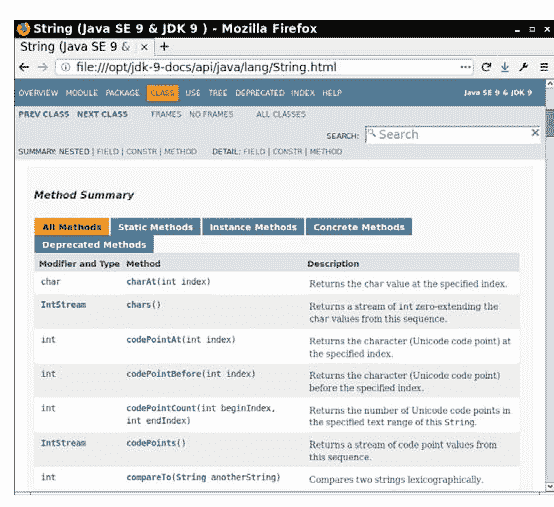 String (Java SE 9 & JDK 9 ) - Mozilla Firefox
String (Java SE 9 & × +
file:///opt/jdk-9-docs/api/java/lang/String.html
OVERVIEW MODULE PACKAGE CLASS USE TREE DEPRECATED INDEX HELP Java SE 9 & JDK 9
PREV CLASS NEXT CLASS FRAMES NO FRAMES ALL CLASSES
SEARCH: Search
SUMMARY: NESTED | FIELD | CONSTR | METHOD DETAIL: FIELD | CONSTR | METHOD
Method Summary
All Methods Static Methods Instance Methods Concrete Methods
Deprecated Methods
Modifier and Type Method Description
char charAt(int index) Returns the char value at the specified index.
IntStream chars() Returns a stream of int zero-extending the
char values from this sequence.
int codePointAt(int index) Returns the character (Unicode code point) at
the specified index.
int codePointBefore(int index) Returns the character (Unicode code point)
before the specified index.
int codePointCount(int beginIndex, Returns the number of Unicode code points in
int endIndex) the specified text range of this String.
IntStream codePoints() Returns a stream of code point values from
this sequence.
int compareTo(String anotherString) Compares two strings lexicographically.